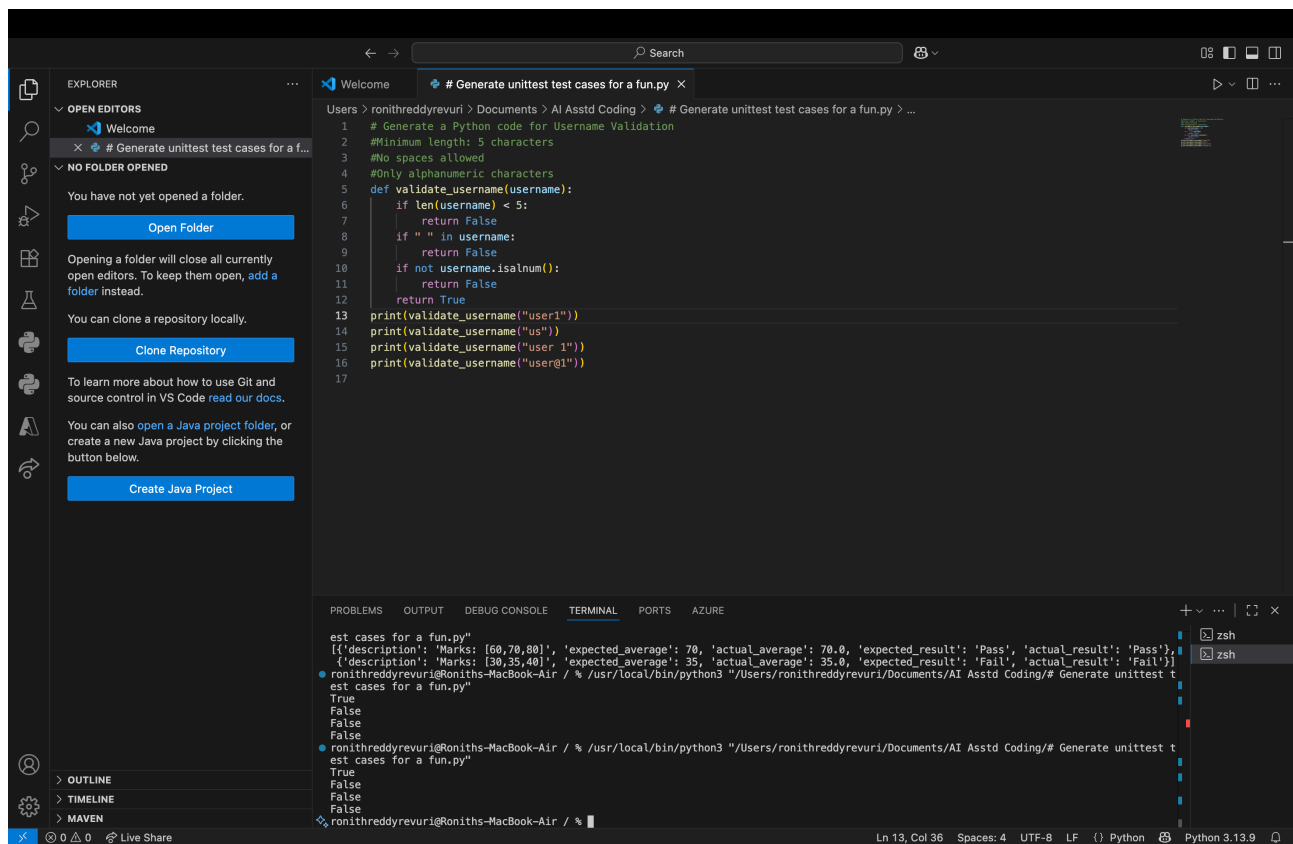 Search
EXPLORER
OPEN EDITORS
Welcome
# Generate unittest test cases for a f...
NO FOLDER OPENED
You have not yet opened a folder.
Open Folder
Opening a folder will close all currently
open editors. To keep them open, add a
folder instead.
You can clone a repository locally.
Clone Repository
To learn more about how to use Git and
source control in VS Code read our docs.
You can also open a Java project folder, or
create a new Java project by clicking the
button below.
Create Java Project
OUTLINE
TIMELINE
MAVEN
Welcome
# Generate unittest test cases for a fun.py
Users > ronithreddyrevuri > Documents > AI Asstd Coding > # Generate unittest test cases for a fun.py > ...
1 # Generate a Python code for Username Validation
2 #Minimum length: 5 characters
3 #No spaces allowed
4 #Only alphanumeric characters
5 def validate_username(username):
6     if len(username) < 5:
7         return False
8     if " " in username:
9         return False
10     if not username.isalnum():
11         return False
12     return True
13 print(validate_username("user1"))
14 print(validate_username("us"))
15 print(validate_username("user 1"))
16 print(validate_username("user@1"))
17
PROBLEMS OUTPUT DEBUG CONSOLE TERMINAL PORTS AZURE
est cases for a fun.py"
[{'description': 'Marks: [60,70,80]', 'expected_average': 70, 'actual_average': 70.0, 'expected_result': 'Pass', 'actual_result': 'Pass'},
{'description': 'Marks: [30,35,40]', 'expected_average': 35, 'actual_average': 35.0, 'expected_result': 'Fail', 'actual_result': 'Fail'}]
ronithreddyrevuri@Roniths-MacBook-Air / % /usr/local/bin/python3 "/Users/ronithreddyrevuri/Documents/AI Asstd Coding/# Generate unittest t
est cases for a fun.py"
True
False
False
False
ronithreddyrevuri@Roniths-MacBook-Air / % /usr/local/bin/python3 "/Users/ronithreddyrevuri/Documents/AI Asstd Coding/# Generate unittest t
est cases for a fun.py"
True
False
False
False
ronithreddyrevuri@Roniths-MacBook-Air / %
zsh
zsh
0 0 Live Share
Ln 13, Col 36 Spaces: 4 UTF-8 LF {} Python Python 3.13.9